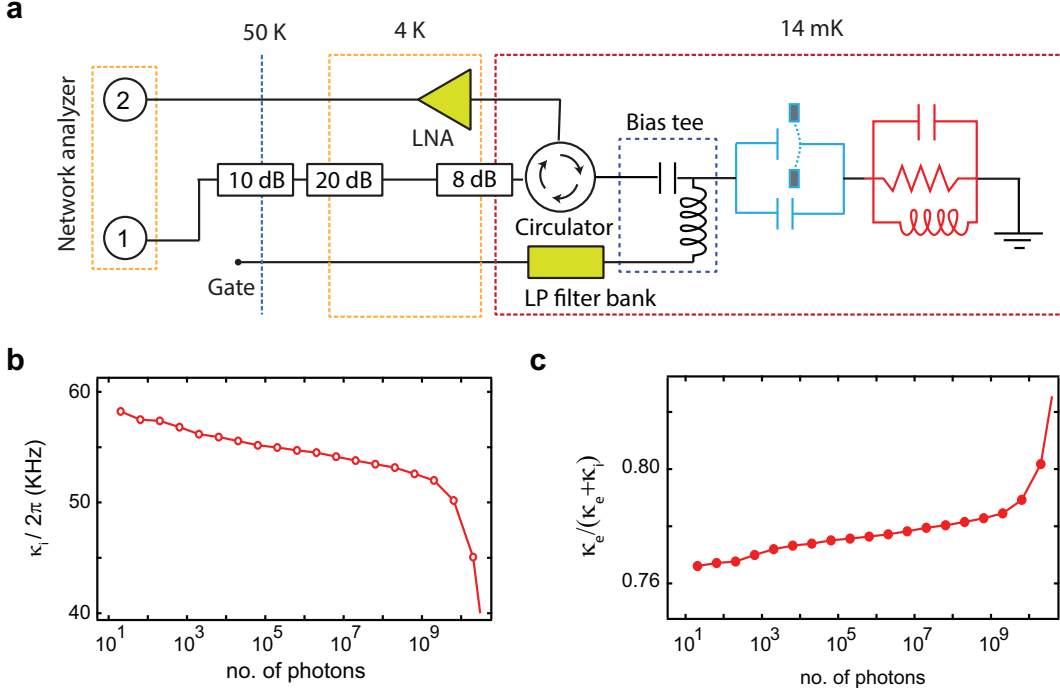 a
50 K
4 K
14 mK
Network analyzer
2
LNA
Bias tee
10 dB
20 dB
8 dB
1
Circulator
Gate
LP filter bank
b
κi/ 2π (KHz)
60
50
40
10^1
10^3
10^5
10^7
10^9
no. of photons
c
κe/(κe+κi)
0.80
0.76
10^1
10^3
10^5
10^7
10^9
no. of photons